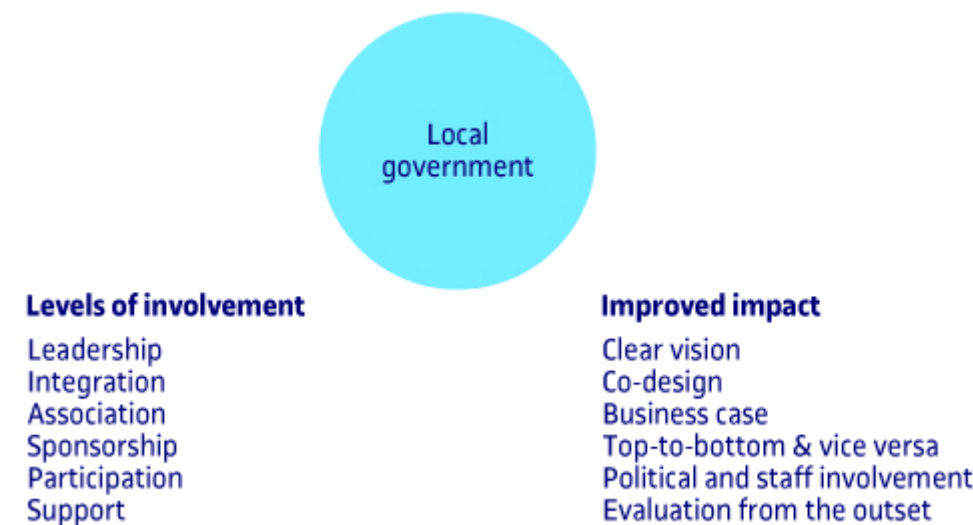 Local
government
Levels of involvement
Leadership
Integration
Association
Sponsorship
Participation
Support
Improved impact
Clear vision
Co-design
Business case
Top-to-bottom & vice versa
Political and staff involvement
Evaluation from the outset